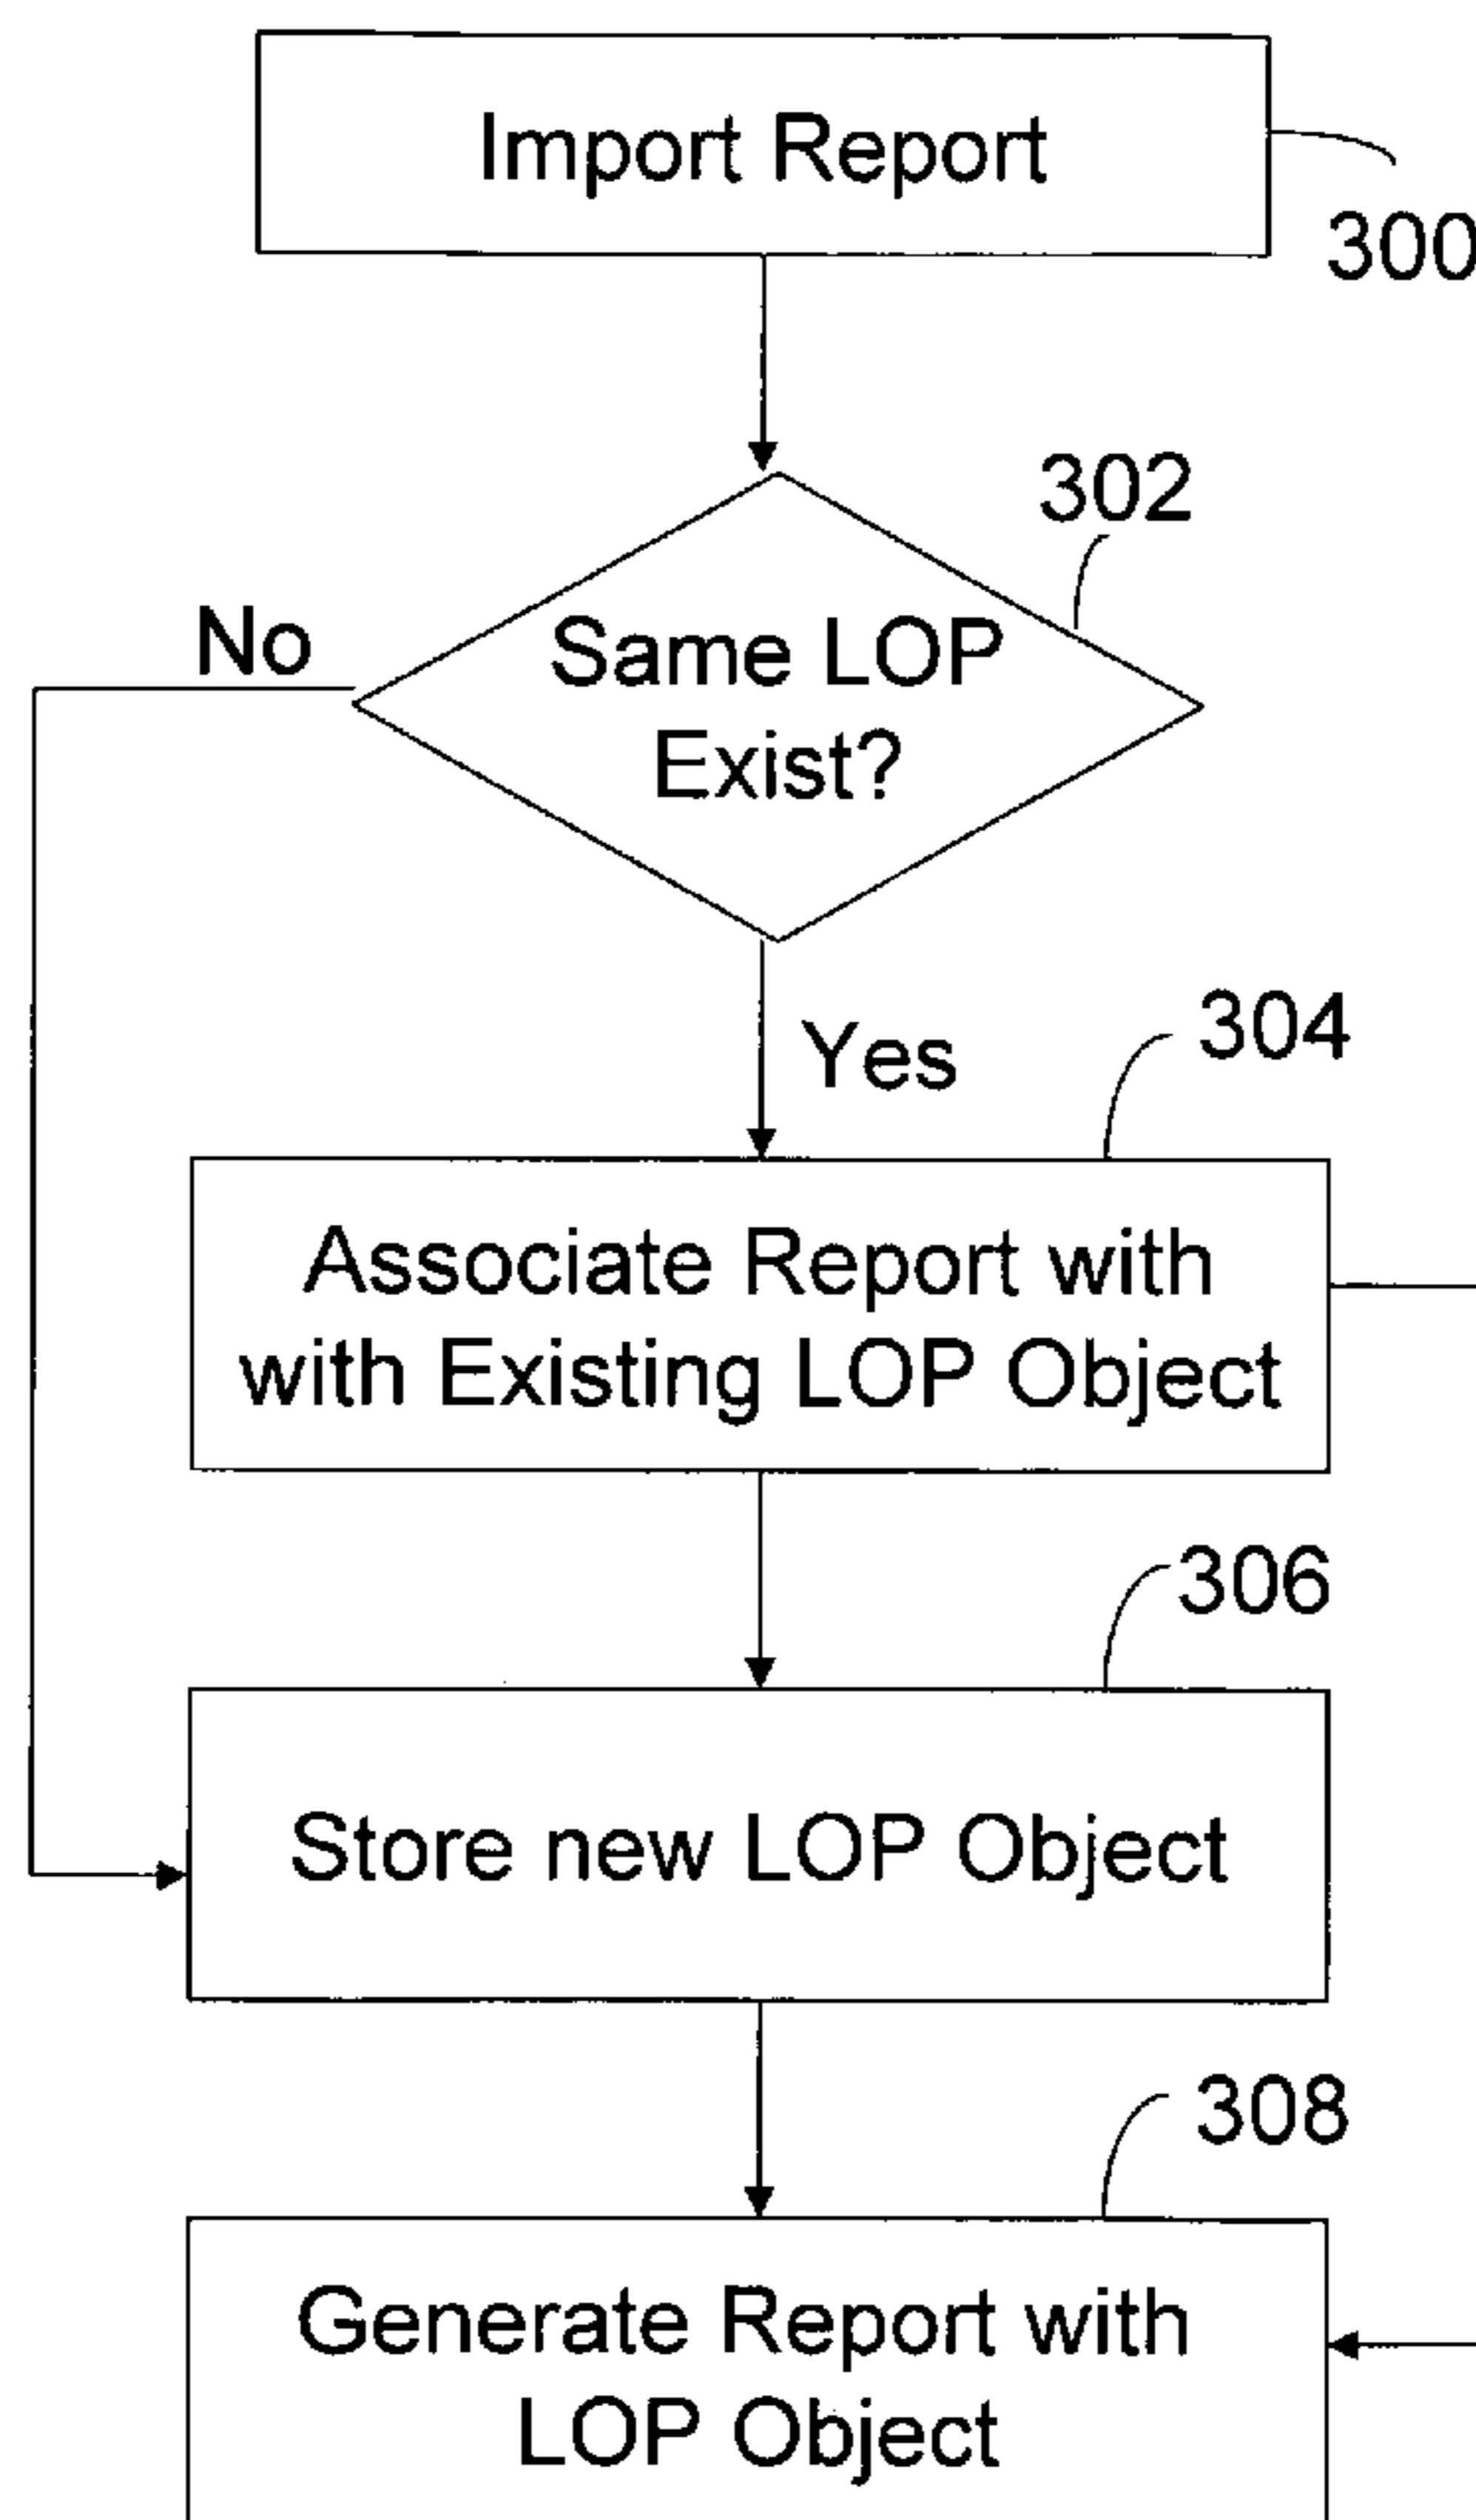 Import Report
300
302
No
Same LOP
Exist?
Yes
304
Associate Report with
with Existing LOP Object
306
Store new LOP Object
308
Generate Report with
LOP Object